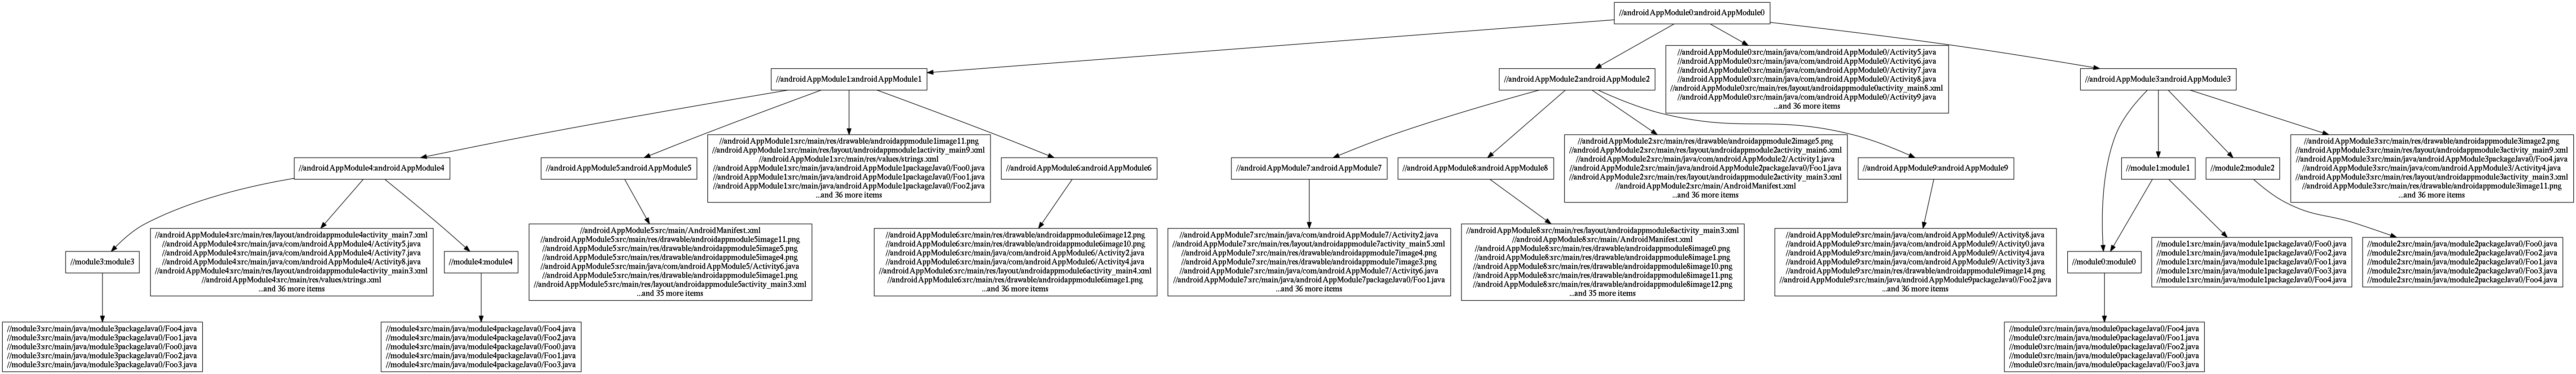 //androidAppModule0:androidAppModule0
//androidAppModule0:src/main/java/com/androidAppModule0/Activity5.java
//androidAppModule0:src/main/java/com/androidAppModule0/Activity6.java
//androidAppModule0:src/main/java/com/androidAppModule0/Activity7.java
//androidAppModule0:src/main/java/com/androidAppModule0/Activity8.java
//androidAppModule0:src/main/res/layout/androidappmodule0activity_main8.xml
//androidAppModule0:src/main/java/com/androidAppModule0/Activity9.java
...and 36 more items
//androidAppModule1:androidAppModule1
//androidAppModule2:androidAppModule2
//androidAppModule3:androidAppModule3
//androidAppModule4:androidAppModule4
//androidAppModule5:androidAppModule5
//androidAppModule1:src/main/res/drawable/androidappmodule1image11.png
//androidAppModule1:src/main/res/layout/androidappmodule1activity_main9.xml
//androidAppModule1:src/main/res/values/strings.xml
//androidAppModule1:src/main/java/androidAppModule1packageJava0/Foo0.java
//androidAppModule1:src/main/java/androidAppModule1packageJava0/Foo1.java
//androidAppModule1:src/main/java/androidAppModule1packageJava0/Foo2.java
...and 36 more items
//androidAppModule6:androidAppModule6
//androidAppModule7:androidAppModule7
//androidAppModule8:androidAppModule8
//androidAppModule2:src/main/res/drawable/androidappmodule2image5.png
//androidAppModule2:src/main/res/layout/androidappmodule2activity_main6.xml
//androidAppModule2:src/main/java/com/androidAppModule2/Activity1.java
//androidAppModule2:src/main/java/androidAppModule2packageJava0/Foo1.java
//androidAppModule2:src/main/res/layout/androidappmodule2activity_main3.xml
//androidAppModule2:src/main/AndroidManifest.xml
...and 36 more items
//androidAppModule9:androidAppModule9
//module1:module1
//module2:module2
//androidAppModule3:src/main/res/drawable/androidappmodule3image2.png
//androidAppModule3:src/main/res/layout/androidappmodule3activity_main9.xml
//androidAppModule3:src/main/java/androidAppModule3packageJava0/Foo4.java
//androidAppModule3:src/main/java/com/androidAppModule3/Activity4.java
//androidAppModule3:src/main/res/layout/androidappmodule3activity_main3.xml
//androidAppModule3:src/main/res/drawable/androidappmodule3image11.png
...and 36 more items
//module3:module3
//androidAppModule4:src/main/res/layout/androidappmodule4activity_main7.xml
//androidAppModule4:src/main/java/com/androidAppModule4/Activity5.java
//androidAppModule4:src/main/java/com/androidAppModule4/Activity7.java
//androidAppModule4:src/main/java/com/androidAppModule4/Activity8.java
//androidAppModule4:src/main/res/layout/androidappmodule4activity_main3.xml
//androidAppModule4:src/main/res/values/strings.xml
...and 36 more items
//module4:module4
//androidAppModule5:src/main/AndroidManifest.xml
//androidAppModule5:src/main/res/drawable/androidappmodule5image11.png
//androidAppModule5:src/main/res/drawable/androidappmodule5image5.png
//androidAppModule5:src/main/res/drawable/androidappmodule5image4.png
//androidAppModule5:src/main/java/com/androidAppModule5/Activity6.java
//androidAppModule5:src/main/res/drawable/androidappmodule5image1.png
//androidAppModule5:src/main/res/layout/androidappmodule5activity_main3.xml
...and 35 more items
//androidAppModule6:src/main/res/drawable/androidappmodule6image12.png
//androidAppModule6:src/main/res/drawable/androidappmodule6image10.png
//androidAppModule6:src/main/java/com/androidAppModule6/Activity2.java
//androidAppModule6:src/main/java/com/androidAppModule6/Activity4.java
//androidAppModule6:src/main/res/layout/androidappmodule6activity_main4.xml
//androidAppModule6:src/main/res/drawable/androidappmodule6image1.png
...and 36 more items
//androidAppModule7:src/main/java/com/androidAppModule7/Activity2.java
//androidAppModule7:src/main/res/layout/androidappmodule7activity_main5.xml
//androidAppModule7:src/main/res/drawable/androidappmodule7image4.png
//androidAppModule7:src/main/res/drawable/androidappmodule7image3.png
//androidAppModule7:src/main/java/com/androidAppModule7/Activity6.java
//androidAppModule7:src/main/java/androidAppModule7packageJava0/Foo1.java
...and 36 more items
//androidAppModule8:src/main/res/layout/androidappmodule8activity_main3.xml
//androidAppModule8:src/main/AndroidManifest.xml
//androidAppModule8:src/main/res/drawable/androidappmodule8image0.png
//androidAppModule8:src/main/res/drawable/androidappmodule8image1.png
//androidAppModule8:src/main/res/drawable/androidappmodule8image10.png
//androidAppModule8:src/main/res/drawable/androidappmodule8image11.png
//androidAppModule8:src/main/res/drawable/androidappmodule8image12.png
...and 35 more items
//androidAppModule9:src/main/java/com/androidAppModule9/Activity8.java
//androidAppModule9:src/main/java/com/androidAppModule9/Activity0.java
//androidAppModule9:src/main/java/com/androidAppModule9/Activity4.java
//androidAppModule9:src/main/java/com/androidAppModule9/Activity3.java
//androidAppModule9:src/main/res/drawable/androidappmodule9image14.png
//androidAppModule9:src/main/java/androidAppModule9packageJava0/Foo2.java
...and 36 more items
//module0:module0
//module1:src/main/java/module1packageJava0/Foo0.java
//module1:src/main/java/module1packageJava0/Foo2.java
//module1:src/main/java/module1packageJava0/Foo1.java
//module1:src/main/java/module1packageJava0/Foo3.java
//module1:src/main/java/module1packageJava0/Foo4.java
//module2:src/main/java/module2packageJava0/Foo0.java
//module2:src/main/java/module2packageJava0/Foo2.java
//module2:src/main/java/module2packageJava0/Foo1.java
//module2:src/main/java/module2packageJava0/Foo3.java
//module2:src/main/java/module2packageJava0/Foo4.java
//module3:src/main/java/module3packageJava0/Foo4.java
//module3:src/main/java/module3packageJava0/Foo1.java
//module3:src/main/java/module3packageJava0/Foo0.java
//module3:src/main/java/module3packageJava0/Foo2.java
//module3:src/main/java/module3packageJava0/Foo3.java
//module4:src/main/java/module4packageJava0/Foo4.java
//module4:src/main/java/module4packageJava0/Foo2.java
//module4:src/main/java/module4packageJava0/Foo0.java
//module4:src/main/java/module4packageJava0/Foo1.java
//module4:src/main/java/module4packageJava0/Foo3.java
//module0:src/main/java/module0packageJava0/Foo4.java
//module0:src/main/java/module0packageJava0/Foo1.java
//module0:src/main/java/module0packageJava0/Foo2.java
//module0:src/main/java/module0packageJava0/Foo0.java
//module0:src/main/java/module0packageJava0/Foo3.java